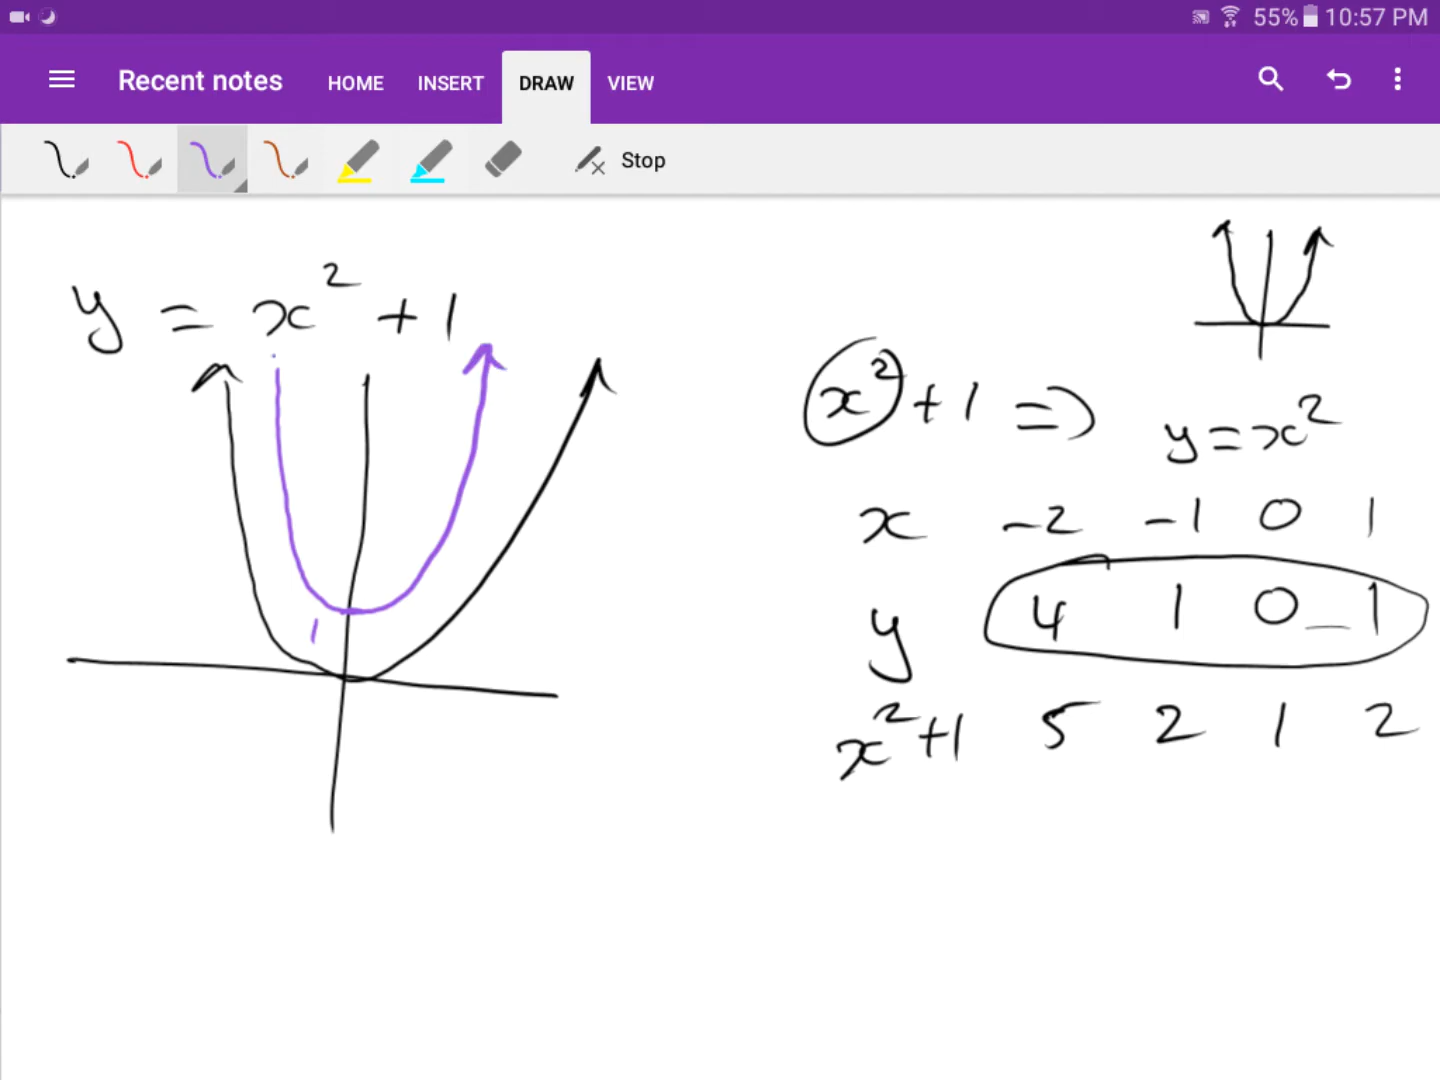 55% 10:57 PM
Recent notes HOME INSERT DRAW VIEW
Stop
y = x² + 1
x² + 1 =>
y = x²
x -2 -1 0 1
y 4 1 0 1
x²+1 5 2 1 2
1